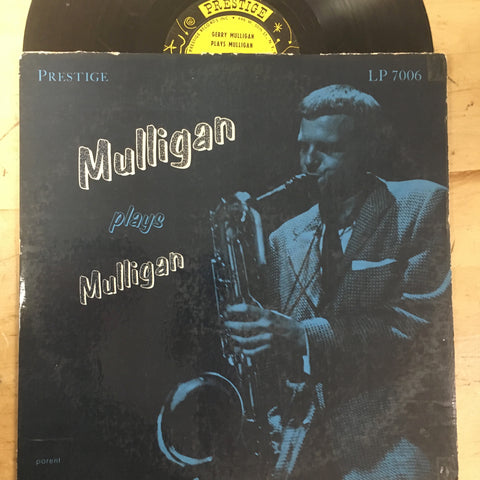 PRESTIGE
GERRY MULLIGAN
PLAYS MULLIGAN
PRESTIGE LP 7006
Mulligan
plays
Mulligan
parent